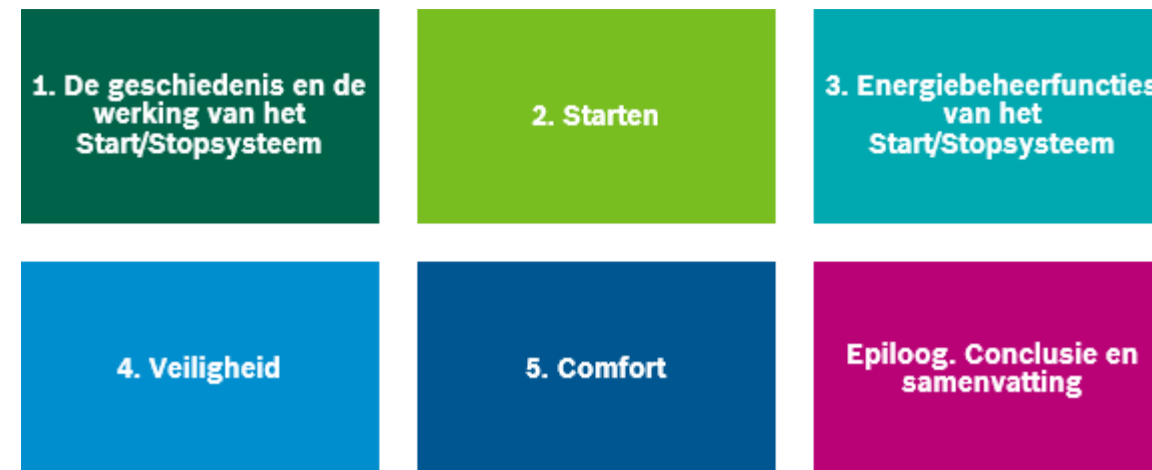 1. De geschiedenis en de
werking van het
Start/Stopsysteem
2. Starten
3. Energiebeheerfuncties
van het
Start/Stopsysteem
4. Veiligheid
5. Comfort
Epiloog. Conclusie en
samenvatting